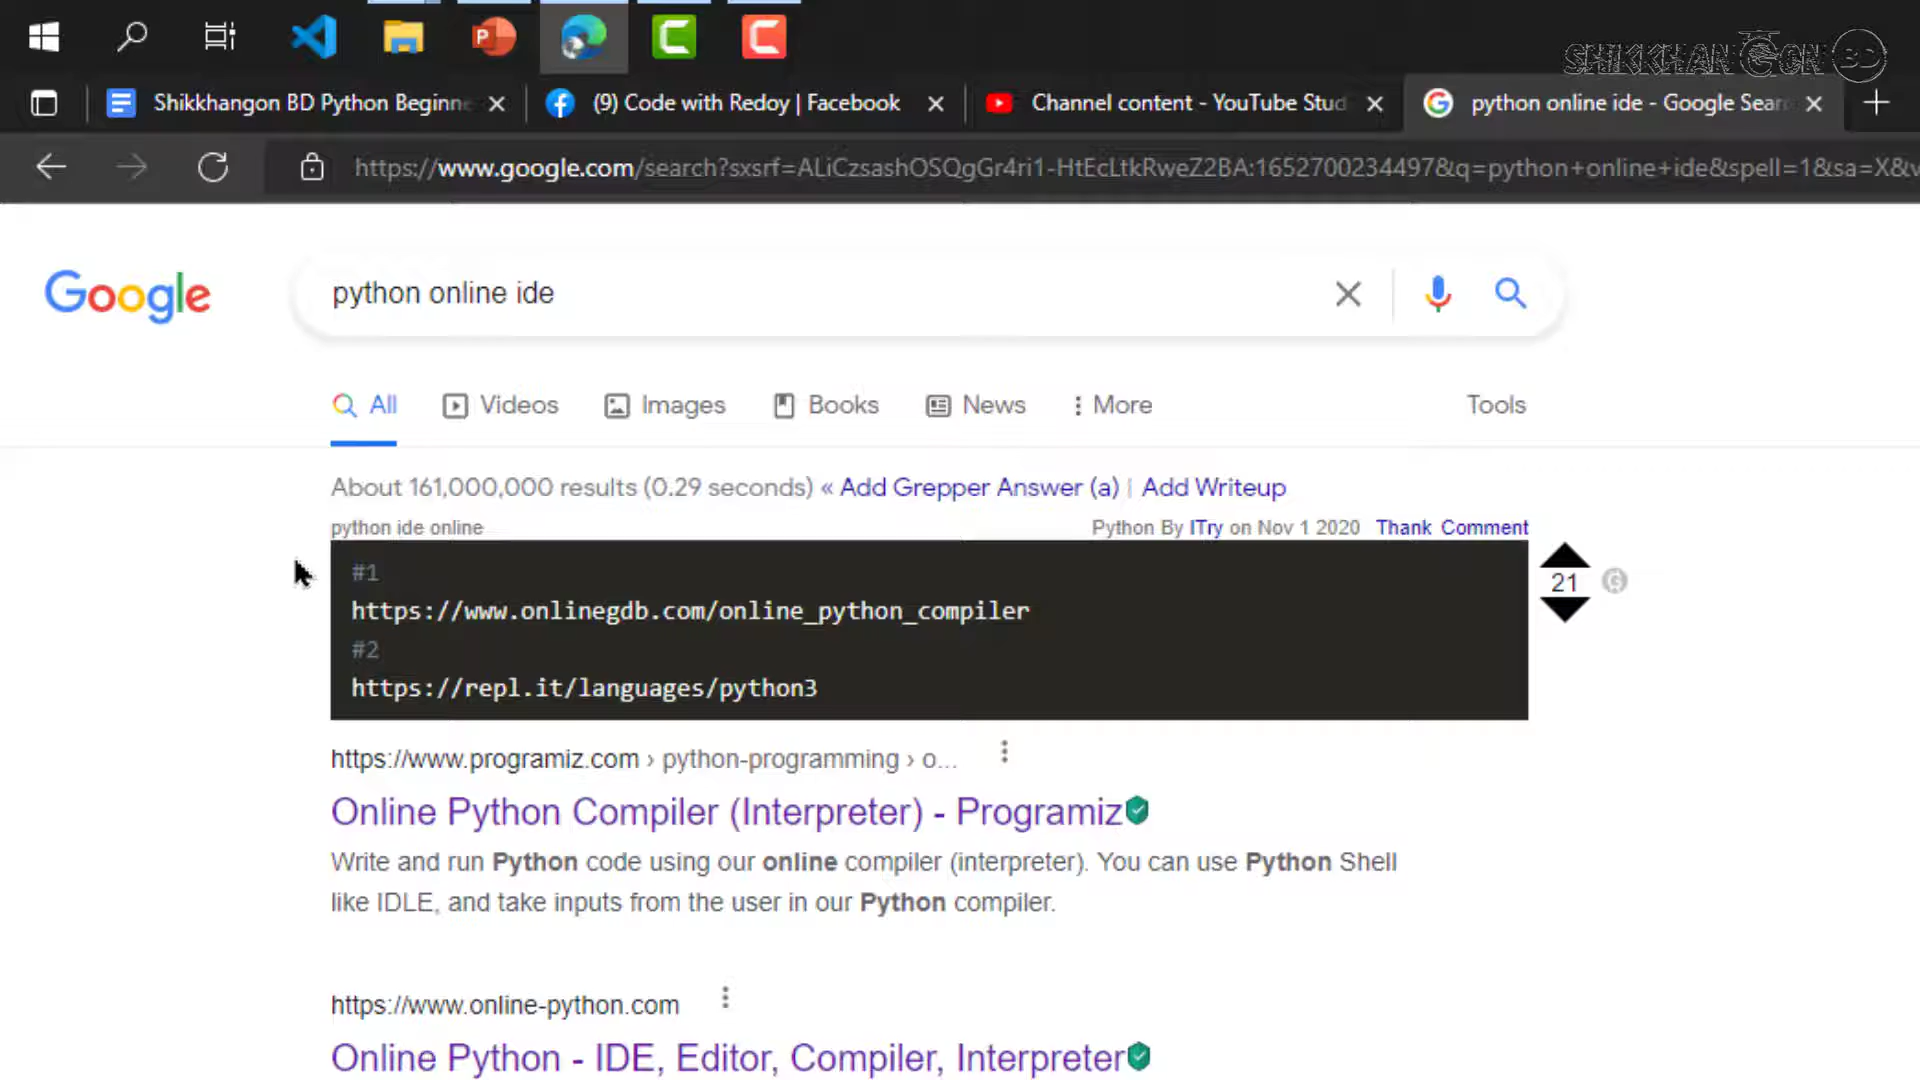 SHIKKHANGON BD
Shikkhangon BD Python Beginne
(9) Code with Redoy | Facebook
Channel content - YouTube Stud
python online ide - Google Sear
https://www.google.com/search?sxsrf=ALiCzsashOSQgGr4ri1-HtEcLtkRweZ2BA:1652700234497&q=python+online+ide&spell=1&sa=X&v
Google
python online ide
All
Videos
Images
Books
News
More
Tools
About 161,000,000 results (0.29 seconds) « Add Grepper Answer (a) | Add Writeup
python ide online
Python By ITry on Nov 1 2020 Thank Comment
#1
https://www.onlinegdb.com/online_python_compiler
#2
https://repl.it/languages/python3
21
https://www.programiz.com › python-programming › o...
Online Python Compiler (Interpreter) - Programiz
Write and run Python code using our online compiler (interpreter). You can use Python Shell
like IDLE, and take inputs from the user in our Python compiler.
https://www.online-python.com
Online Python - IDE, Editor, Compiler, Interpreter